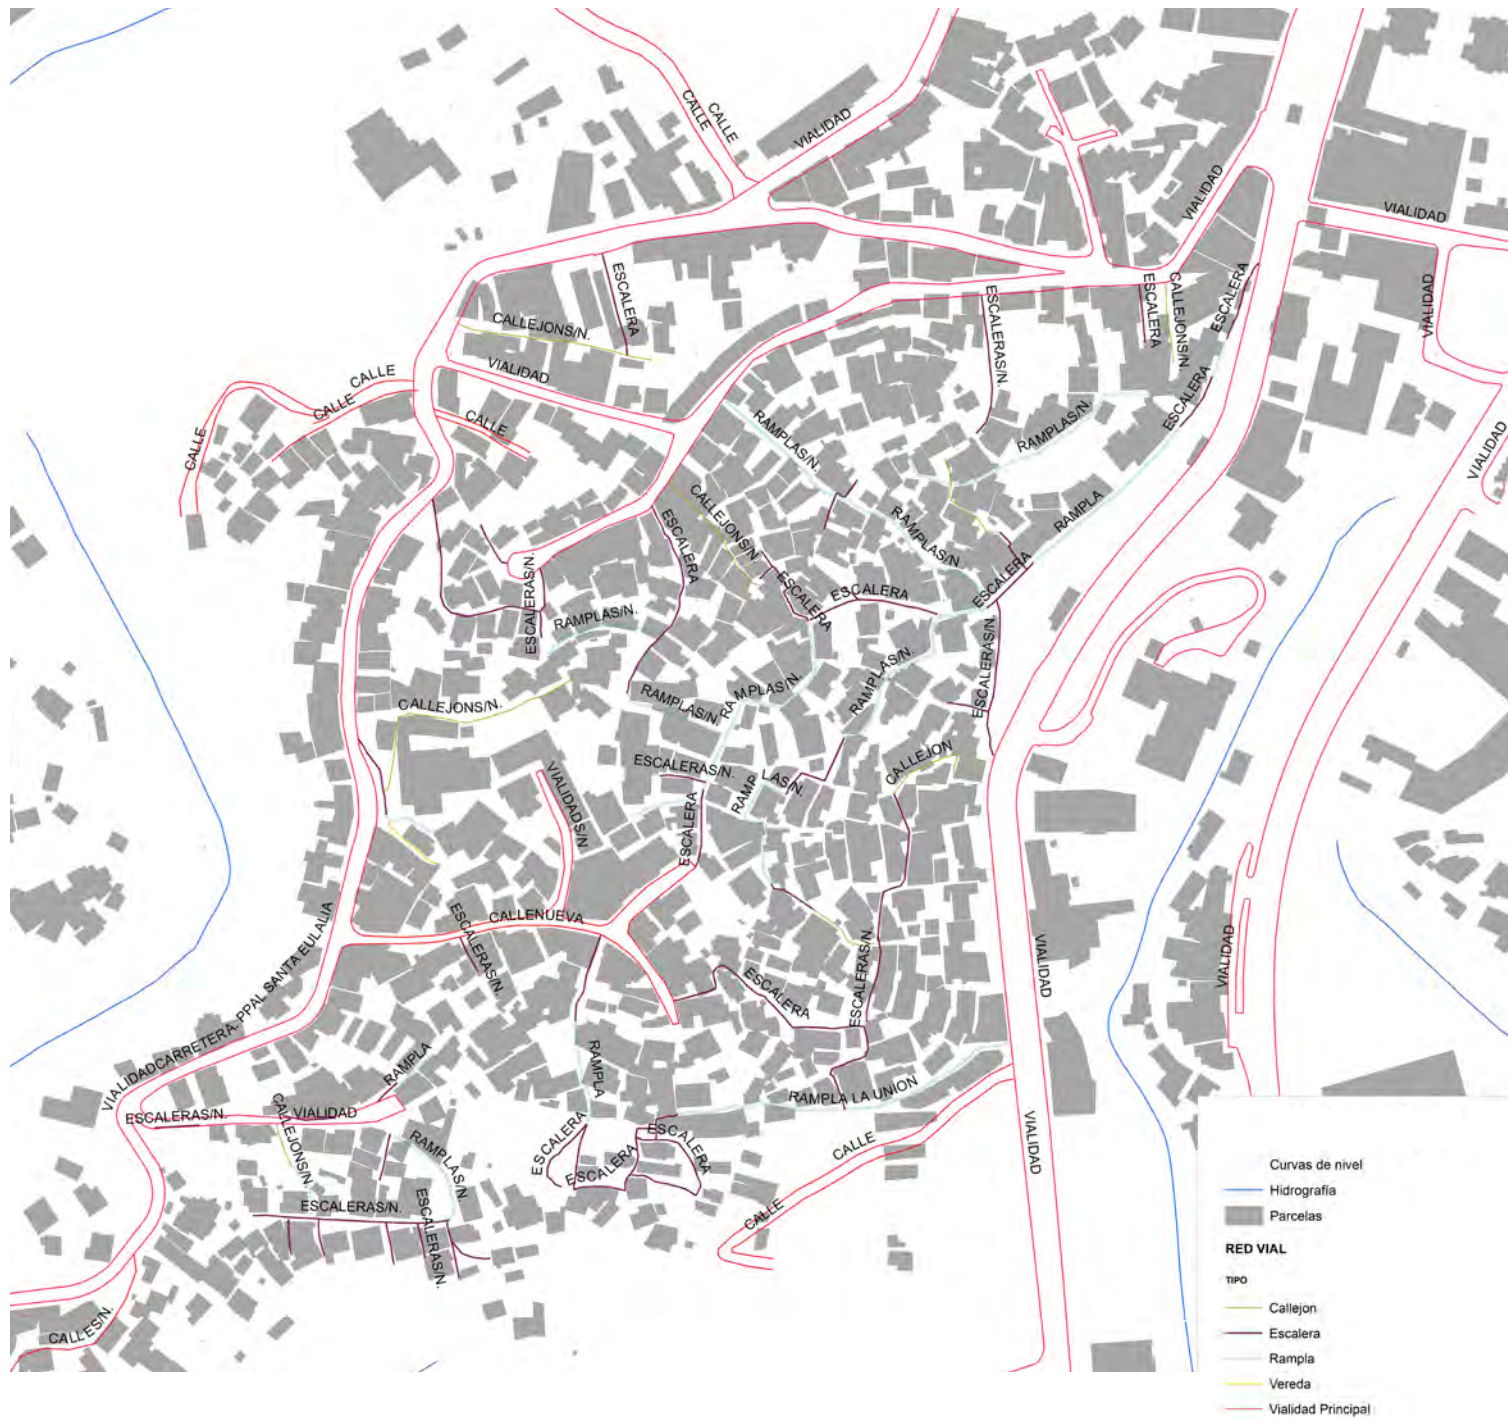 CALLE
CALLE
VIALIDAD
VIALIDAD
VIALIDAD
VIALIDAD
ESCALERA
ESCALERA
ESCALERAS/N.
ESCALERA
CALLEJONS/N.
CALLEJONS/N.
VIALIDAD
CALLE
CALLE
CALLE
CALLE
ESCALERA
RAMPLAS/N.
RAMPLAS/N.
VIALIDAD
CALLEJONS/N.
ESCALERA
RAMPLAS/N
RAMPLA
ESCALERAS/N.
ESCALERA
ESCALERA
ESCALERA
RAMPLAS/N.
RAMPLAS/N.
ESCALERAS/N.
CALLEJONS/N.
RAMPLAS/N.
RAMPLAS/N.
ESCALERAS/N.
RAMPLAS/N.
CALLEJON
VIALIDADS/N
ESCALERA
CALLENUEVA
ESCALERAS/N.
ESCALERAS/N.
ESCALERA
VIALIDAD
VIALIDAD
VIALIDADCARRETERA-PPAL SANTA EULALIA
RAMPLA
RAMPLA
RAMPLA LA UNION
ESCALERAS/N.
VIALIDAD
CALLEJONS/N.
RAMPLAS/N.
ESCALERA
ESCALERA
ESCALERA
CALLE
VIALIDAD
ESCALERAS/N.
ESCALERAS/N.
CALLE
CALLES/N.
Curvas de nivel
Hidrografía
Parcelas
RED VIAL
TIPO
Callejon
Escalera
Rampla
Vereda
Vialidad Principal